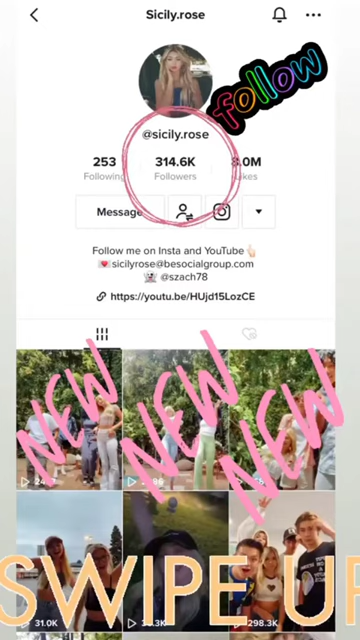 Sicily.rose
follow
@sicily.rose
253
Following
314.6K
Followers
.0M
Likes
Message
Follow me on Insta and YouTube👆🏻
💌sicilyrose@besocialgroup.com
@szach78
https://youtu.be/HUjd15LozCE
NEW
NEW
NEW
31.0K
298.3K
SWIPE UP